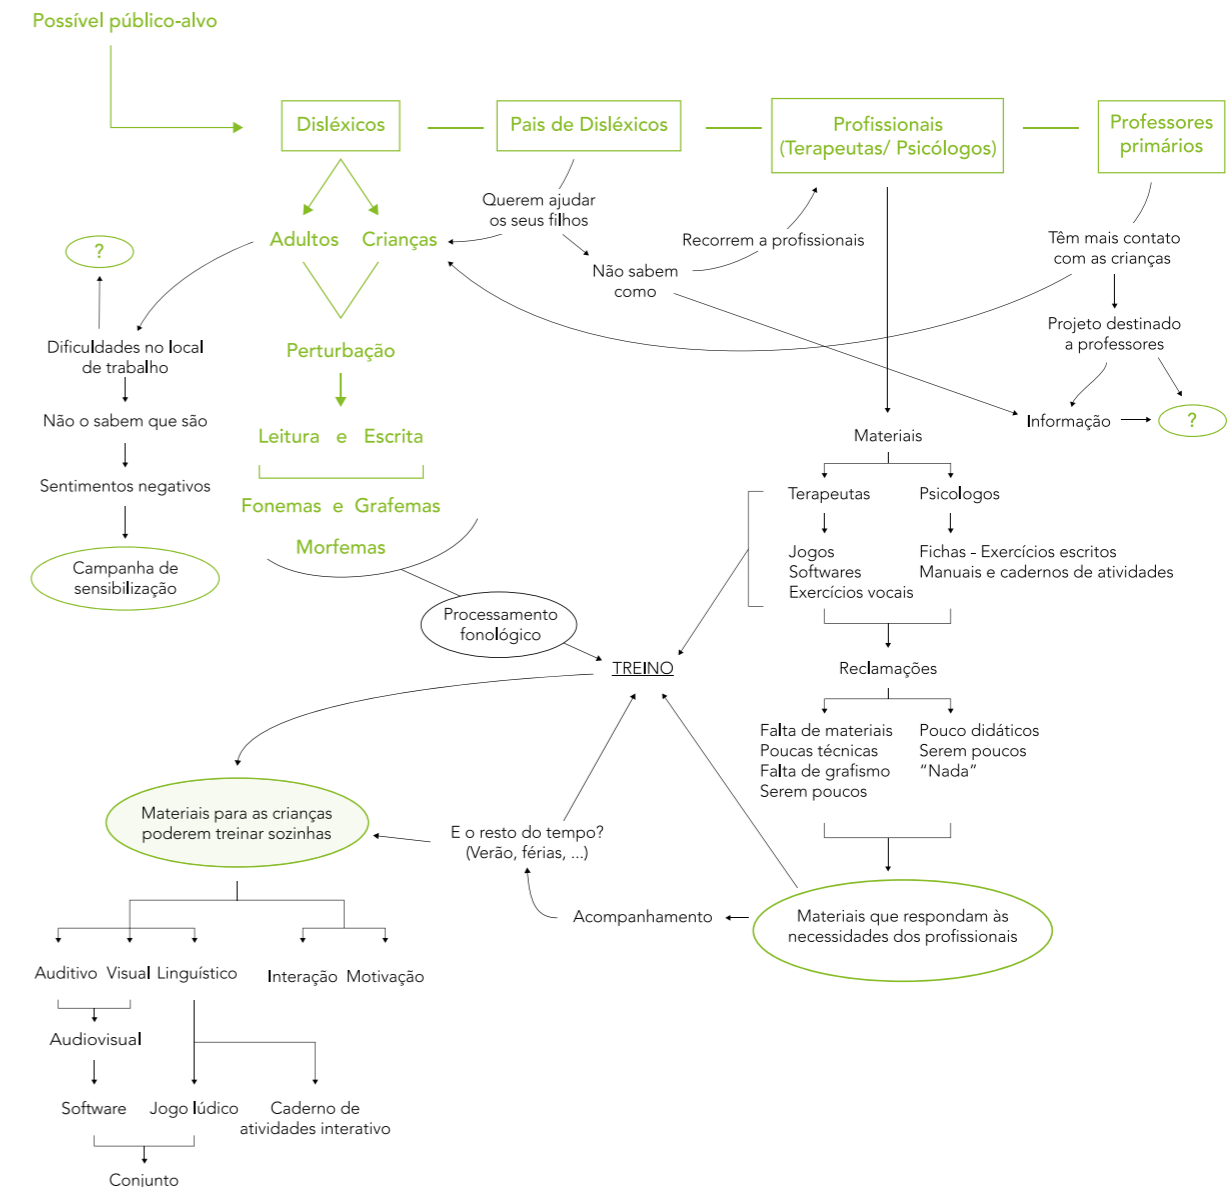 Possível público-alvo
Disléxicos
Pais de Disléxicos
Profissionais
(Terapeutas/ Psicólogos)
Professores
primários
Querem ajudar
os seus filhos
Adultos
Crianças
?
Recorrem a profissionais
Têm mais contato
com as crianças
Não sabem
como
Dificuldades no local
de trabalho
Perturbação
Projeto destinado
a professores
Não o sabem que são
Leitura e Escrita
Materiais
Informação
?
Sentimentos negativos
Fonemas e Grafemas
Morfemas
Terapeutas
Psicologos
Campanha de
sensibilização
Jogos
Softwares
Exercícios vocais
Fichas - Exercícios escritos
Manuais e cadernos de atividades
Processamento
fonológico
TREINO
Reclamações
Falta de materiais
Poucas técnicas
Falta de grafismo
Serem poucos
Pouco didáticos
Serem poucos
“Nada”
Materiais para as crianças
poderem treinar sozinhas
E o resto do tempo?
(Verão, férias, ...)
Acompanhamento
Materiais que respondam às
necessidades dos profissionais
Auditivo
Visual
Linguístico
Interação
Motivação
Audiovisual
Software
Jogo lúdico
Caderno de
atividades interativo
Conjunto